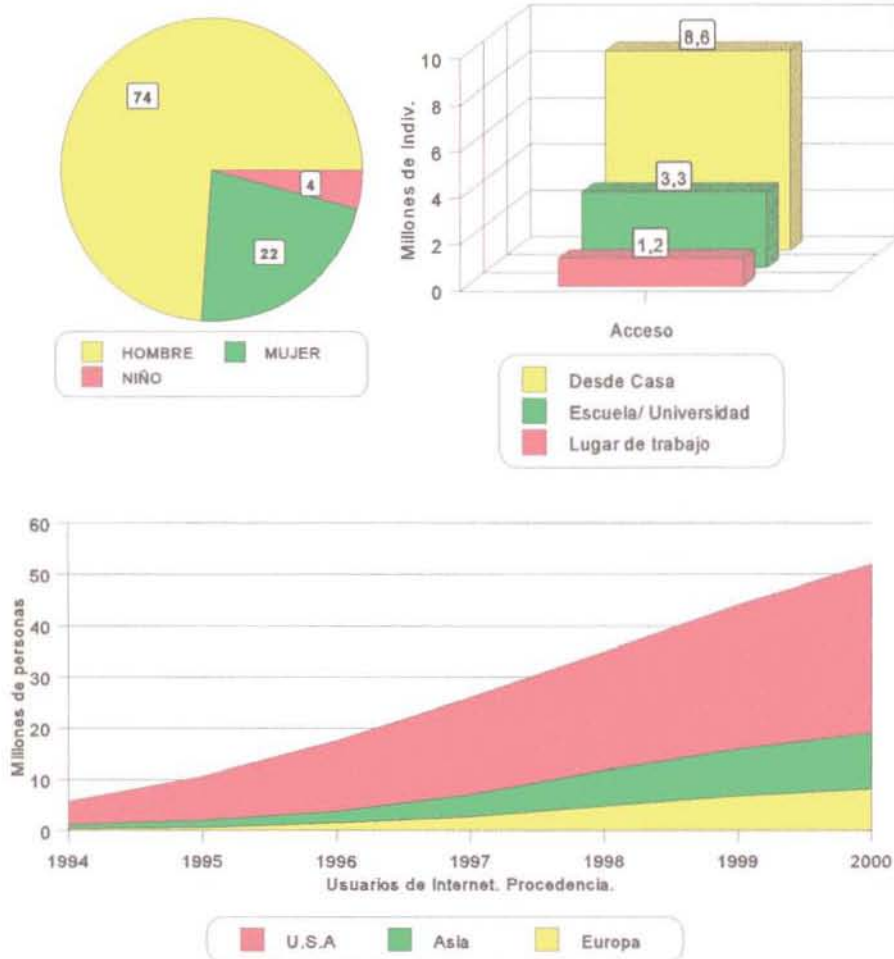 74
4
22
HOMBRE MUJER
NIÑO
Millones de Indiv.
10
8
6
4
2
0
8,6
3,3
1,2
Acceso
Desde Casa
Escuela/ Universidad
Lugar de trabajo
Millones de personas
60
50
40
30
20
10
0
1994 1995 1996 1997 1998 1999 2000
Usuarios de Internet. Procedencia.
U.S.A Asia Europa